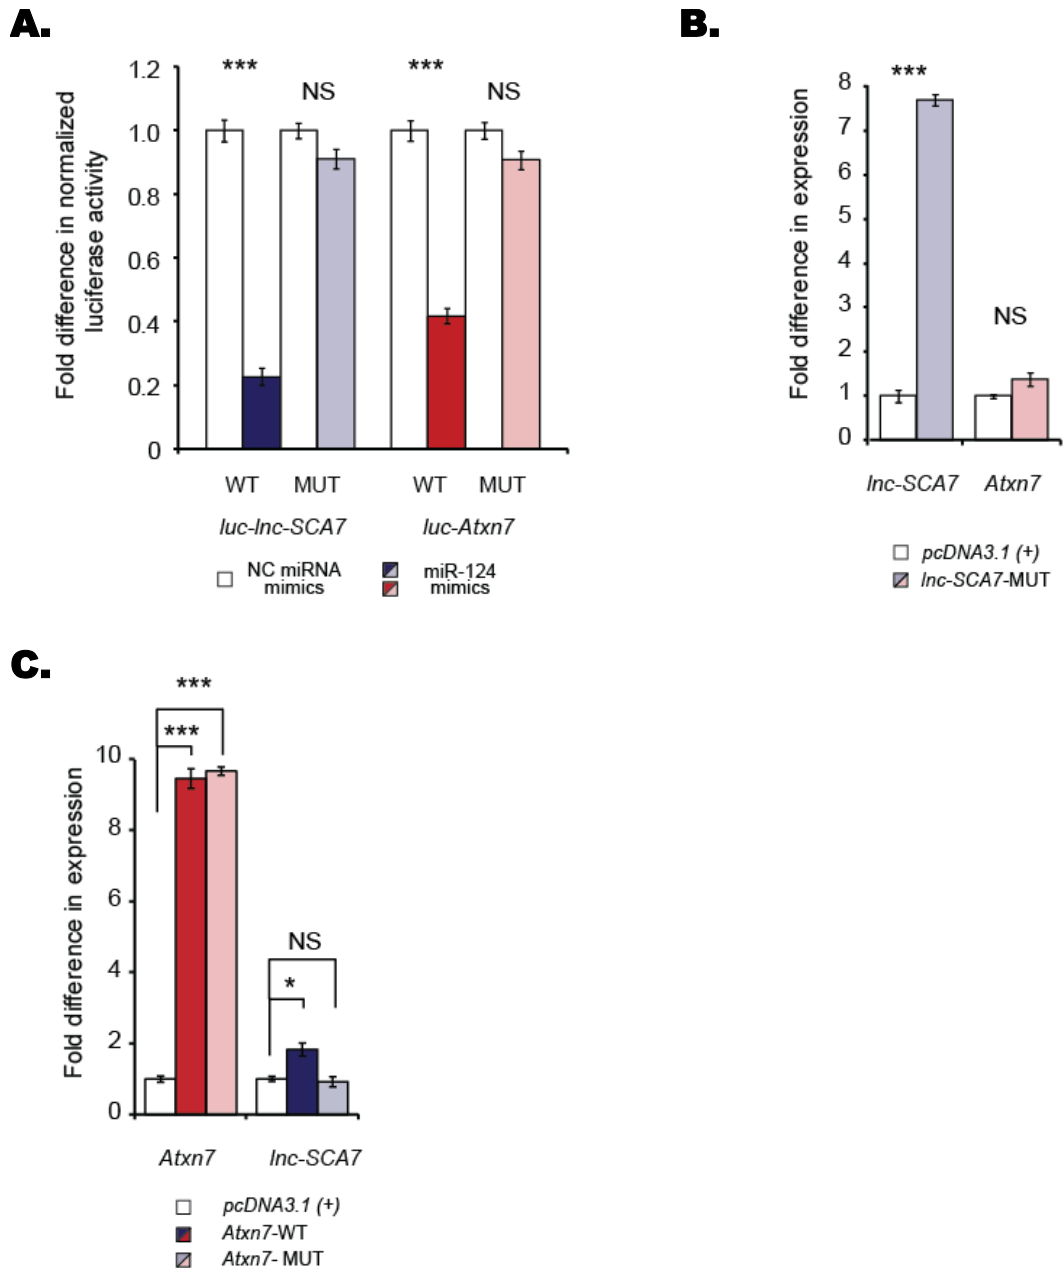 A.
Fold difference in normalized
luciferase activity
1.2
1.0
0.8
0.6
0.4
0.2
0
***
NS
***
NS
WT MUT WT MUT
luc-lnc-SCA7 luc-Atxn7
NC miRNA
mimics
miR-124
mimics
B.
Fold difference in expression
8
7
6
5
4
3
2
1
0
***
NS
lnc-SCA7 Atxn7
pcDNA3.1 (+)
lnc-SCA7-MUT
C.
Fold difference in expression
10
8
6
4
2
0
***
***
NS
*
Atxn7 lnc-SCA7
pcDNA3.1 (+)
Atxn7-WT
Atxn7- MUT